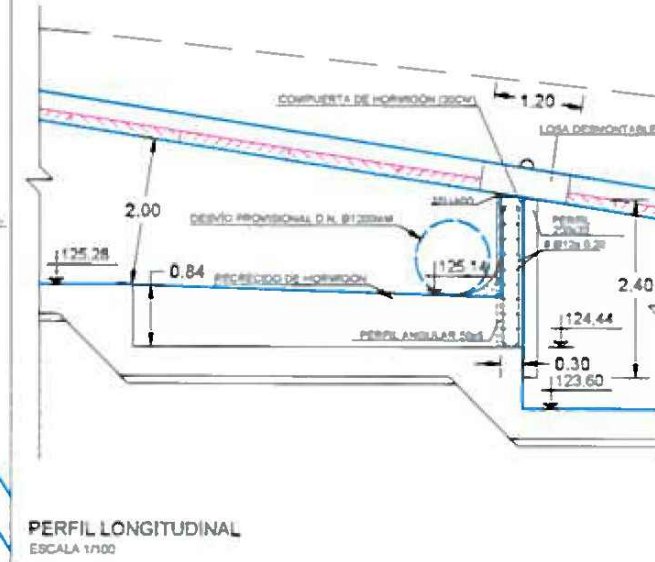 COMPUERTA DE HORMIGÓN (30CM)
1.20
LOSA DESMONTABLE
2.00
SELLADO
DESVÍO PROVISIONAL D.N. Ø1200MM
PERFIL
125.28
0.84
125.14
RECRECIDO DE HORMIGÓN
2.40
124.44
PERFIL ANGULAR
0.30
123.60
PERFIL LONGITUDINAL
ESCALA 1/100